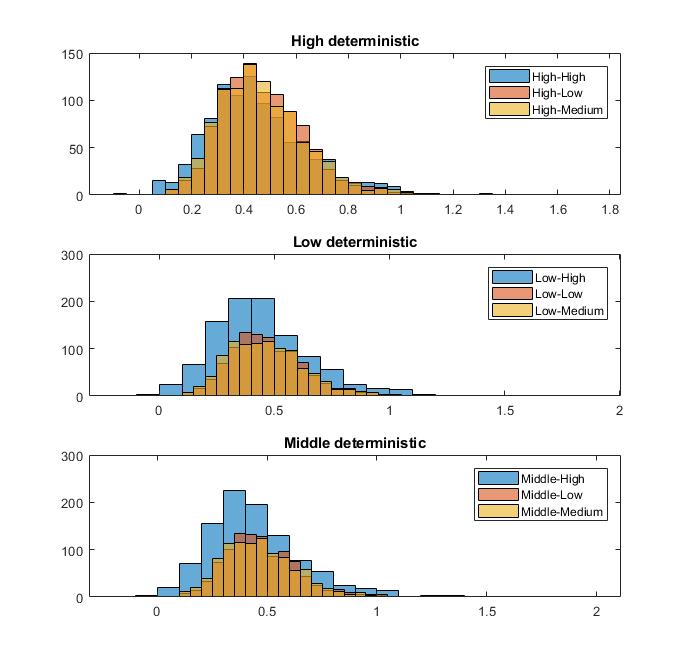 High deterministic
150
100
50
0
0 0.2 0.4 0.6 0.8 1 1.2 1.4 1.6 1.8
High-High
High-Low
High-Medium
Low deterministic
300
200
100
0
0 0.5 1 1.5 2
Low-High
Low-Low
Low-Medium
Middle deterministic
300
200
100
0
0 0.5 1 1.5 2
Middle-High
Middle-Low
Middle-Medium